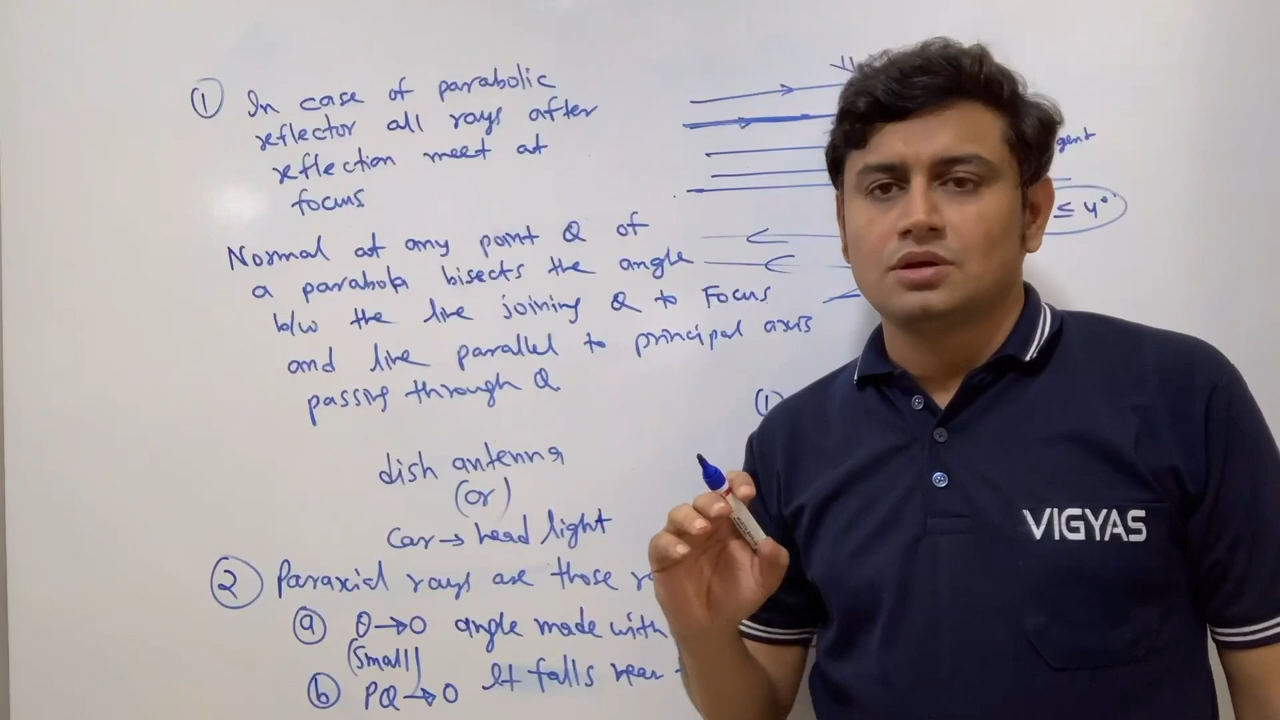 ① In case of parabolic
reflector all rays after
reflection meet at
focus
Normal at any point Q of
a parabola bisects the angle
b/w the line joining Q to Focus
and line parallel to principal axis
passing through Q
dish antenna
(or)
Car → head light
② Paraxial rays are those
ⓐ θ→0 angle made with
(small)
ⓑ PQ→0 It falls near
gent
≤ 4°
(1)
VIGYAS